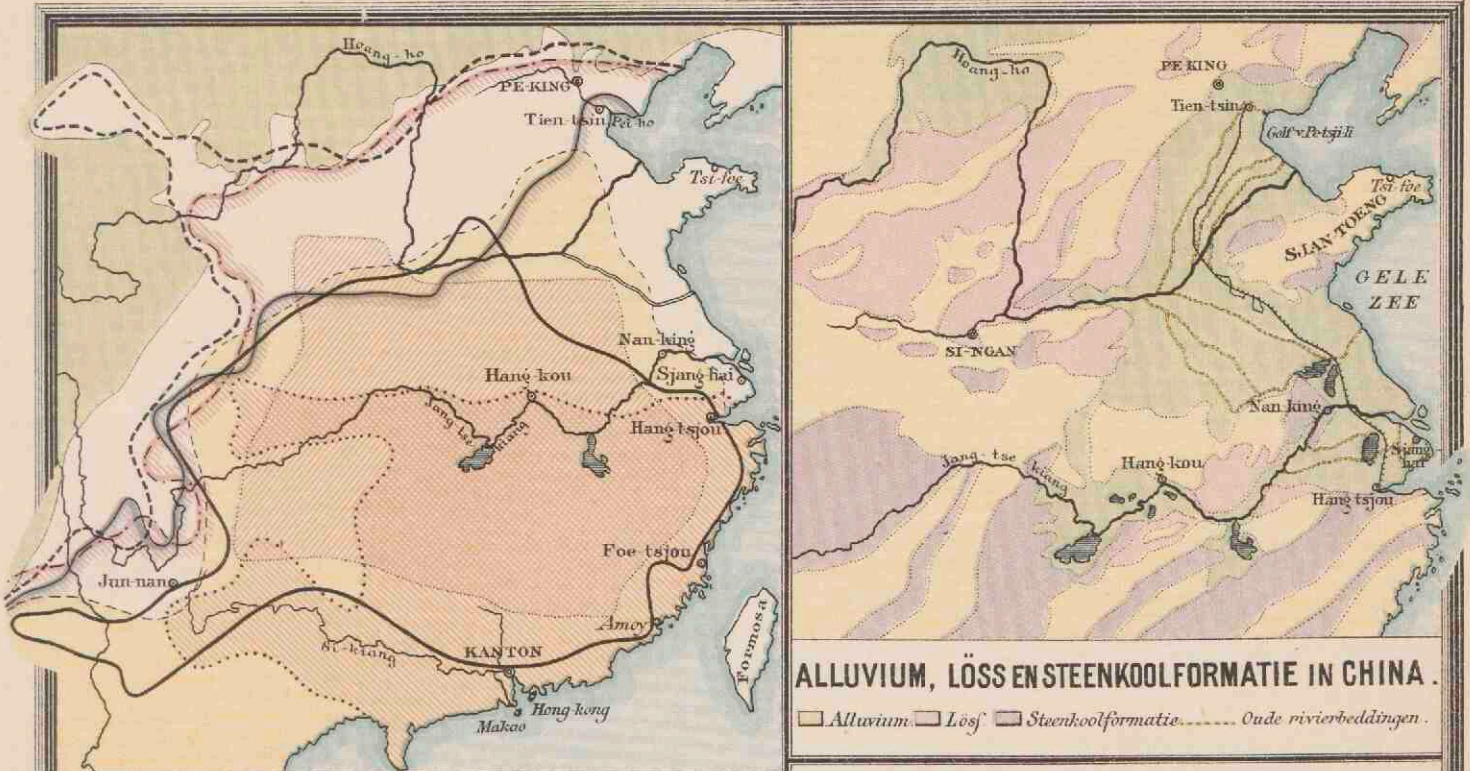 Hoang-ho
PE-KING
Tien-tsin
Pei-ho
Tsi-foe
Nan-king
Hang-kou
Sjang-hai
Jang-tse kiang
Hang-tsjou
Foe-tsjou
Jun-nan
Amoy
Formosa
Si-kiang
KANTON
Hong-kong
Makao
Hoang-ho
PE KING
Tien-tsin
Golf v. Pe-tsji-li
Tsi-foe
SJAN TOENG
GELE
ZEE
SI-NGAN
Nan king
Jang-tse kiang
Hang-kou
Sjang-
hai
Hang tsjou
ALLUVIUM, LÖSS EN STEENKOOLFORMATIE IN CHINA.
Alluvium Löss Steenkoolformatie Oude rivierbeddingen.